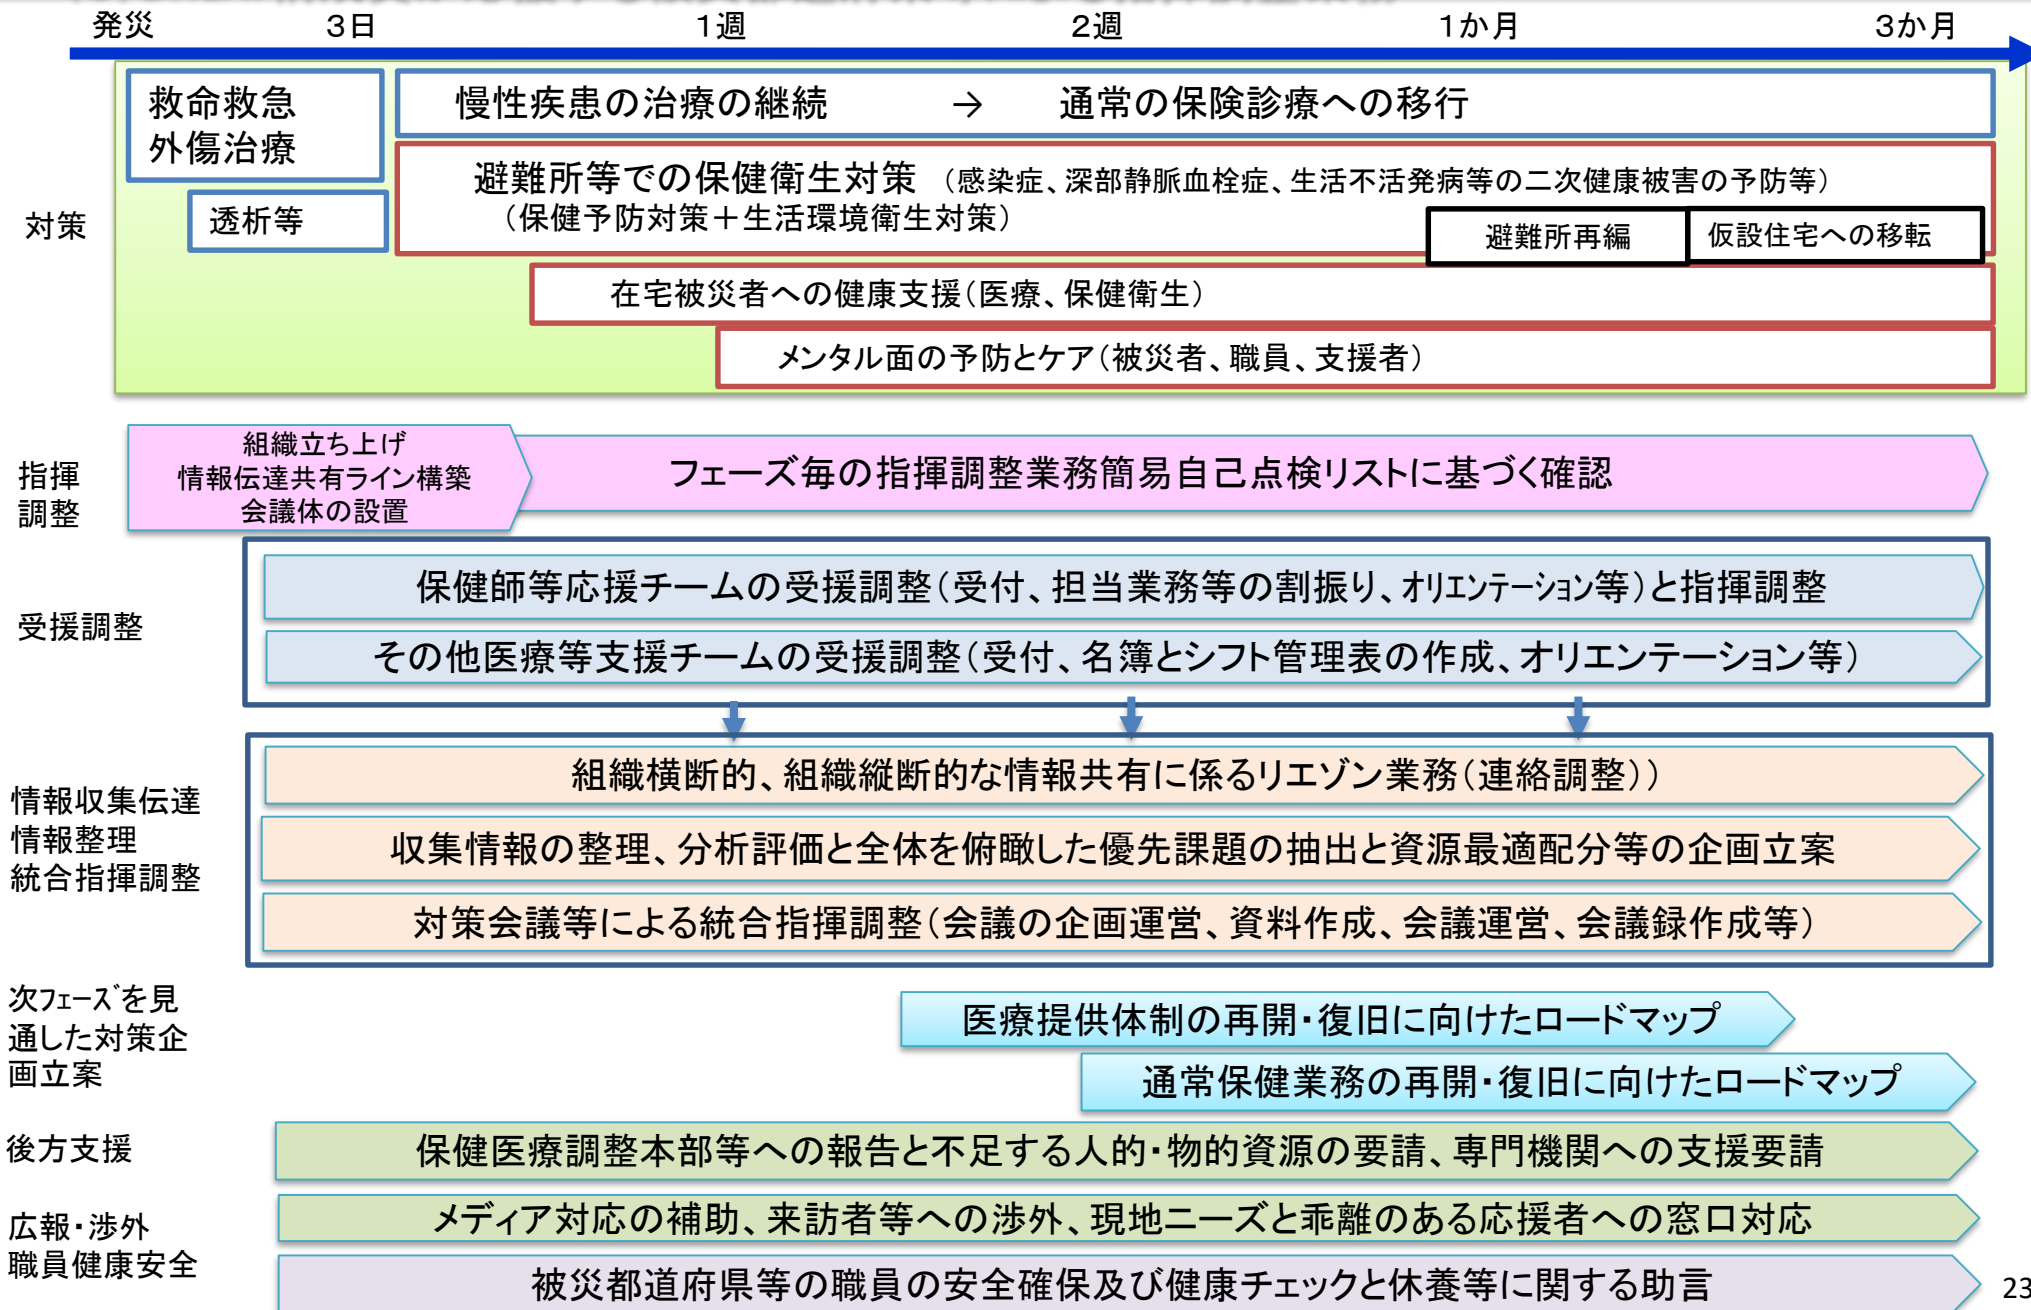 発災 3日 1週 2週 1か月 3か月
対策
救命救急
外傷治療
透析等
慢性疾患の治療の継続 → 通常の保険診療への移行
避難所等での保健衛生対策 （感染症、深部静脈血栓症、生活不活発病等の二次健康被害の予防等）
（保健予防対策＋生活環境衛生対策）
避難所再編
仮設住宅への移転
在宅被災者への健康支援（医療、保健衛生）
メンタル面の予防とケア（被災者、職員、支援者）
指揮
調整
組織立ち上げ
情報伝達共有ライン構築
会議体の設置
フェーズ毎の指揮調整業務簡易自己点検リストに基づく確認
受援調整
保健師等応援チームの受援調整（受付、担当業務等の割振り、ｵﾘｴﾝﾃｰｼｮﾝ等）と指揮調整
その他医療等支援チームの受援調整（受付、名簿とシフト管理表の作成、オリエンテーション等）
情報収集伝達
情報整理
統合指揮調整
組織横断的、組織縦断的な情報共有に係るリエゾン業務（連絡調整））
収集情報の整理、分析評価と全体を俯瞰した優先課題の抽出と資源最適配分等の企画立案
対策会議等による統合指揮調整（会議の企画運営、資料作成、会議運営、会議録作成等）
次ﾌｪｰｽﾞを見
通した対策企
画立案
医療提供体制の再開・復旧に向けたロードマップ
通常保健業務の再開・復旧に向けたロードマップ
後方支援
保健医療調整本部等への報告と不足する人的・物的資源の要請、専門機関への支援要請
広報・渉外
職員健康安全
メディア対応の補助、来訪者等への渉外、現地ニーズと乖離のある応援者への窓口対応
被災都道府県等の職員の安全確保及び健康チェックと休養等に関する助言
23